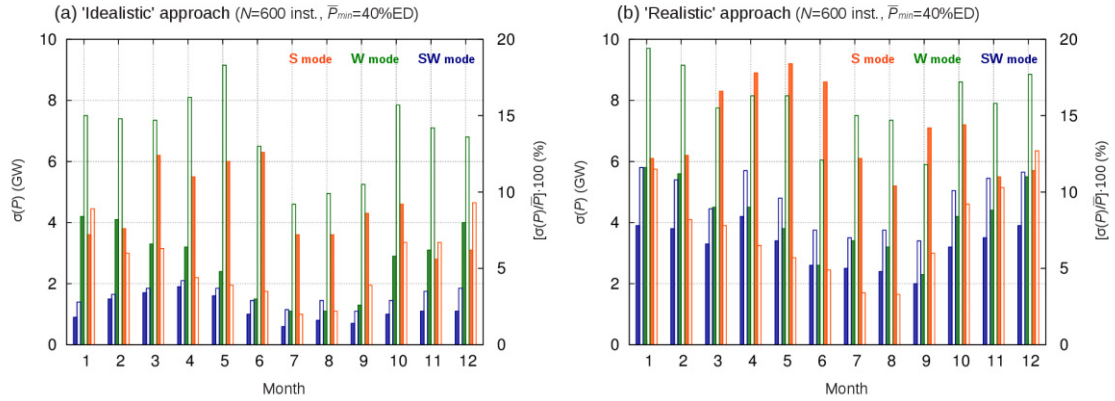 (a) 'Idealistic' approach (N=600 inst., P̅min=40%ED)
S mode W mode SW mode
10
8
6
4
2
0
σ(P) (GW)
20
15
10
5
0
[σ(P)/P̅]·100 (%)
1 2 3 4 5 6 7 8 9 10 11 12
Month
(b) 'Realistic' approach (N=600 inst., P̅min=40%ED)
S mode W mode SW mode
10
8
6
4
2
0
σ(P) (GW)
20
15
10
5
0
[σ(P)/P̅]·100 (%)
1 2 3 4 5 6 7 8 9 10 11 12
Month